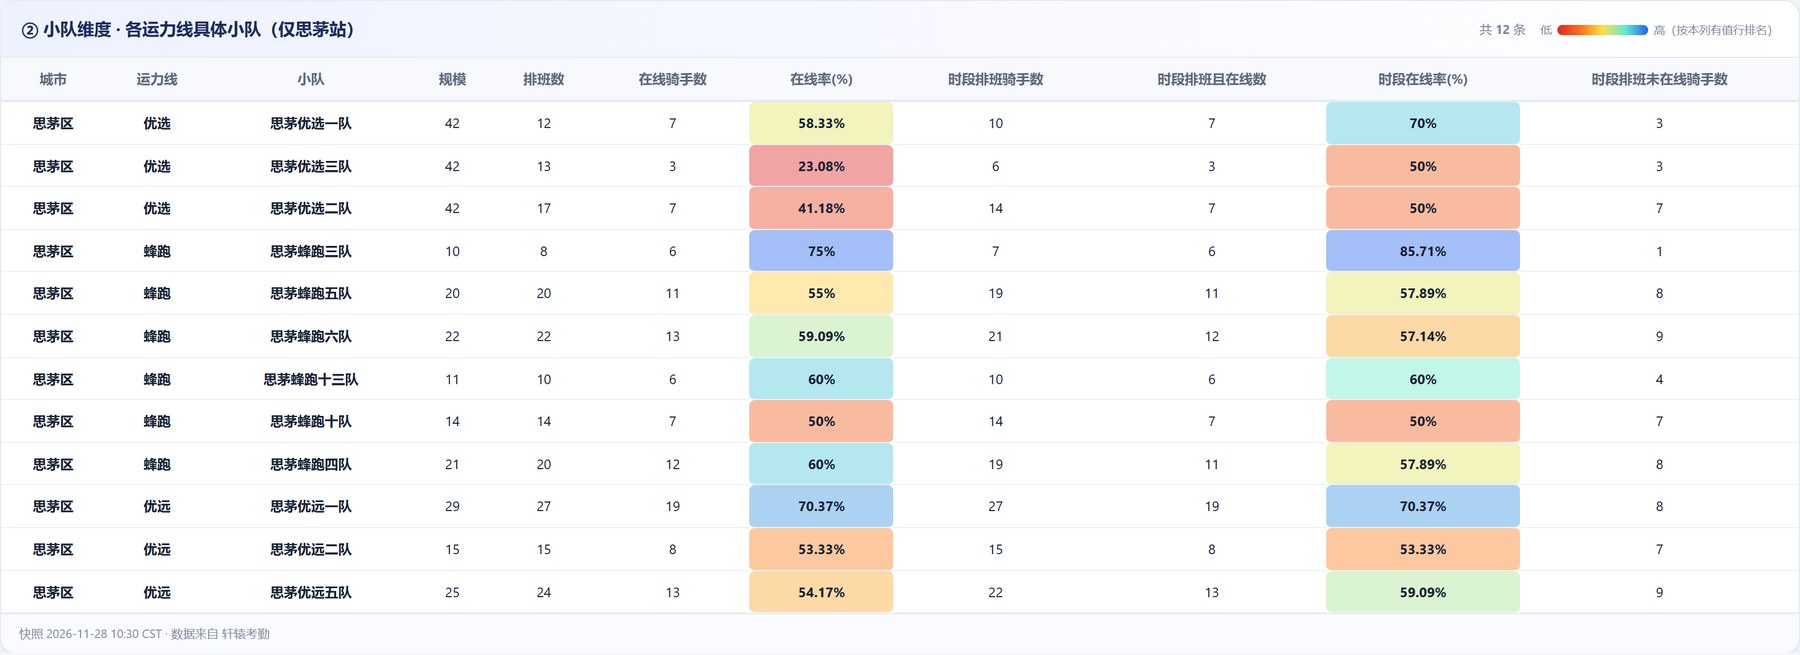 ② 小队维度 · 各运力线具体小队（仅思茅站）
共 12 条 低 高 (按本列有值行排名)
城市 运力线 小队 规模 排班数 在线骑手数 在线率(%) 时段排班骑手数 时段排班且在线数 时段在线率(%) 时段排班未在线骑手数
思茅区 优选 思茅优选一队 42 12 7 58.33% 10 7 70% 3
思茅区 优选 思茅优选三队 42 13 3 23.08% 6 3 50% 3
思茅区 优选 思茅优选二队 42 17 7 41.18% 14 7 50% 7
思茅区 蜂跑 思茅蜂跑三队 10 8 6 75% 7 6 85.71% 1
思茅区 蜂跑 思茅蜂跑五队 20 20 11 55% 19 11 57.89% 8
思茅区 蜂跑 思茅蜂跑六队 22 22 13 59.09% 21 12 57.14% 9
思茅区 蜂跑 思茅蜂跑十三队 11 10 6 60% 10 6 60% 4
思茅区 蜂跑 思茅蜂跑十队 14 14 7 50% 14 7 50% 7
思茅区 蜂跑 思茅蜂跑四队 21 20 12 60% 19 11 57.89% 8
思茅区 优远 思茅优远一队 29 27 19 70.37% 27 19 70.37% 8
思茅区 优远 思茅优远二队 15 15 8 53.33% 15 8 53.33% 7
思茅区 优远 思茅优远五队 25 24 13 54.17% 22 13 59.09% 9
快照 2026-11-28 10:30 CST · 数据来自 轩辕考勤